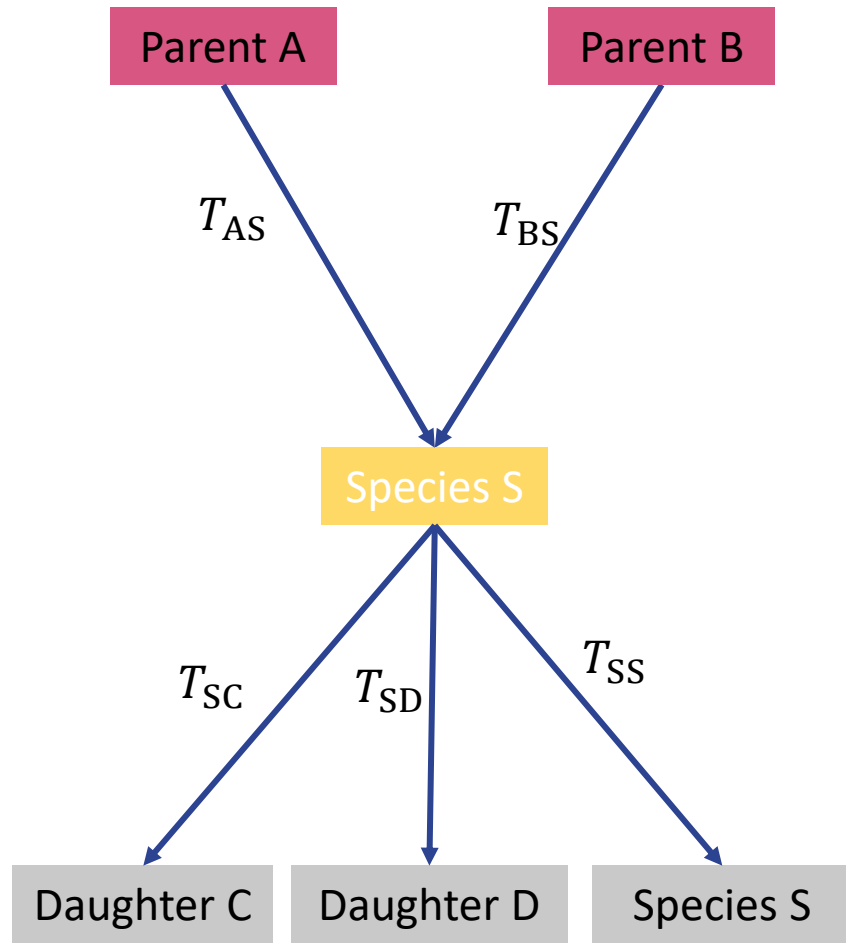 Parent A
Parent B
T_AS
T_BS
Species S
T_SC
T_SD
T_SS
Daughter C
Daughter D
Species S